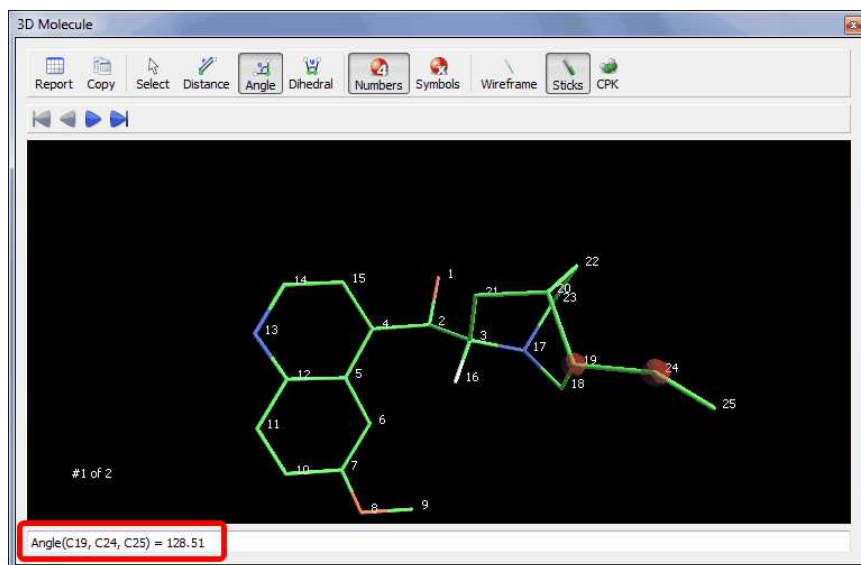 3D Molecule
Report Copy Select Distance Angle Dihedral Numbers Symbols Wireframe Sticks CPK
22
1
14 15 20
21 23
4 2
13 3
17 19
24
12 5 16 18
25
6
11
10 7
#1 of 2
8 9
Angle(C19, C24, C25) = 128.51